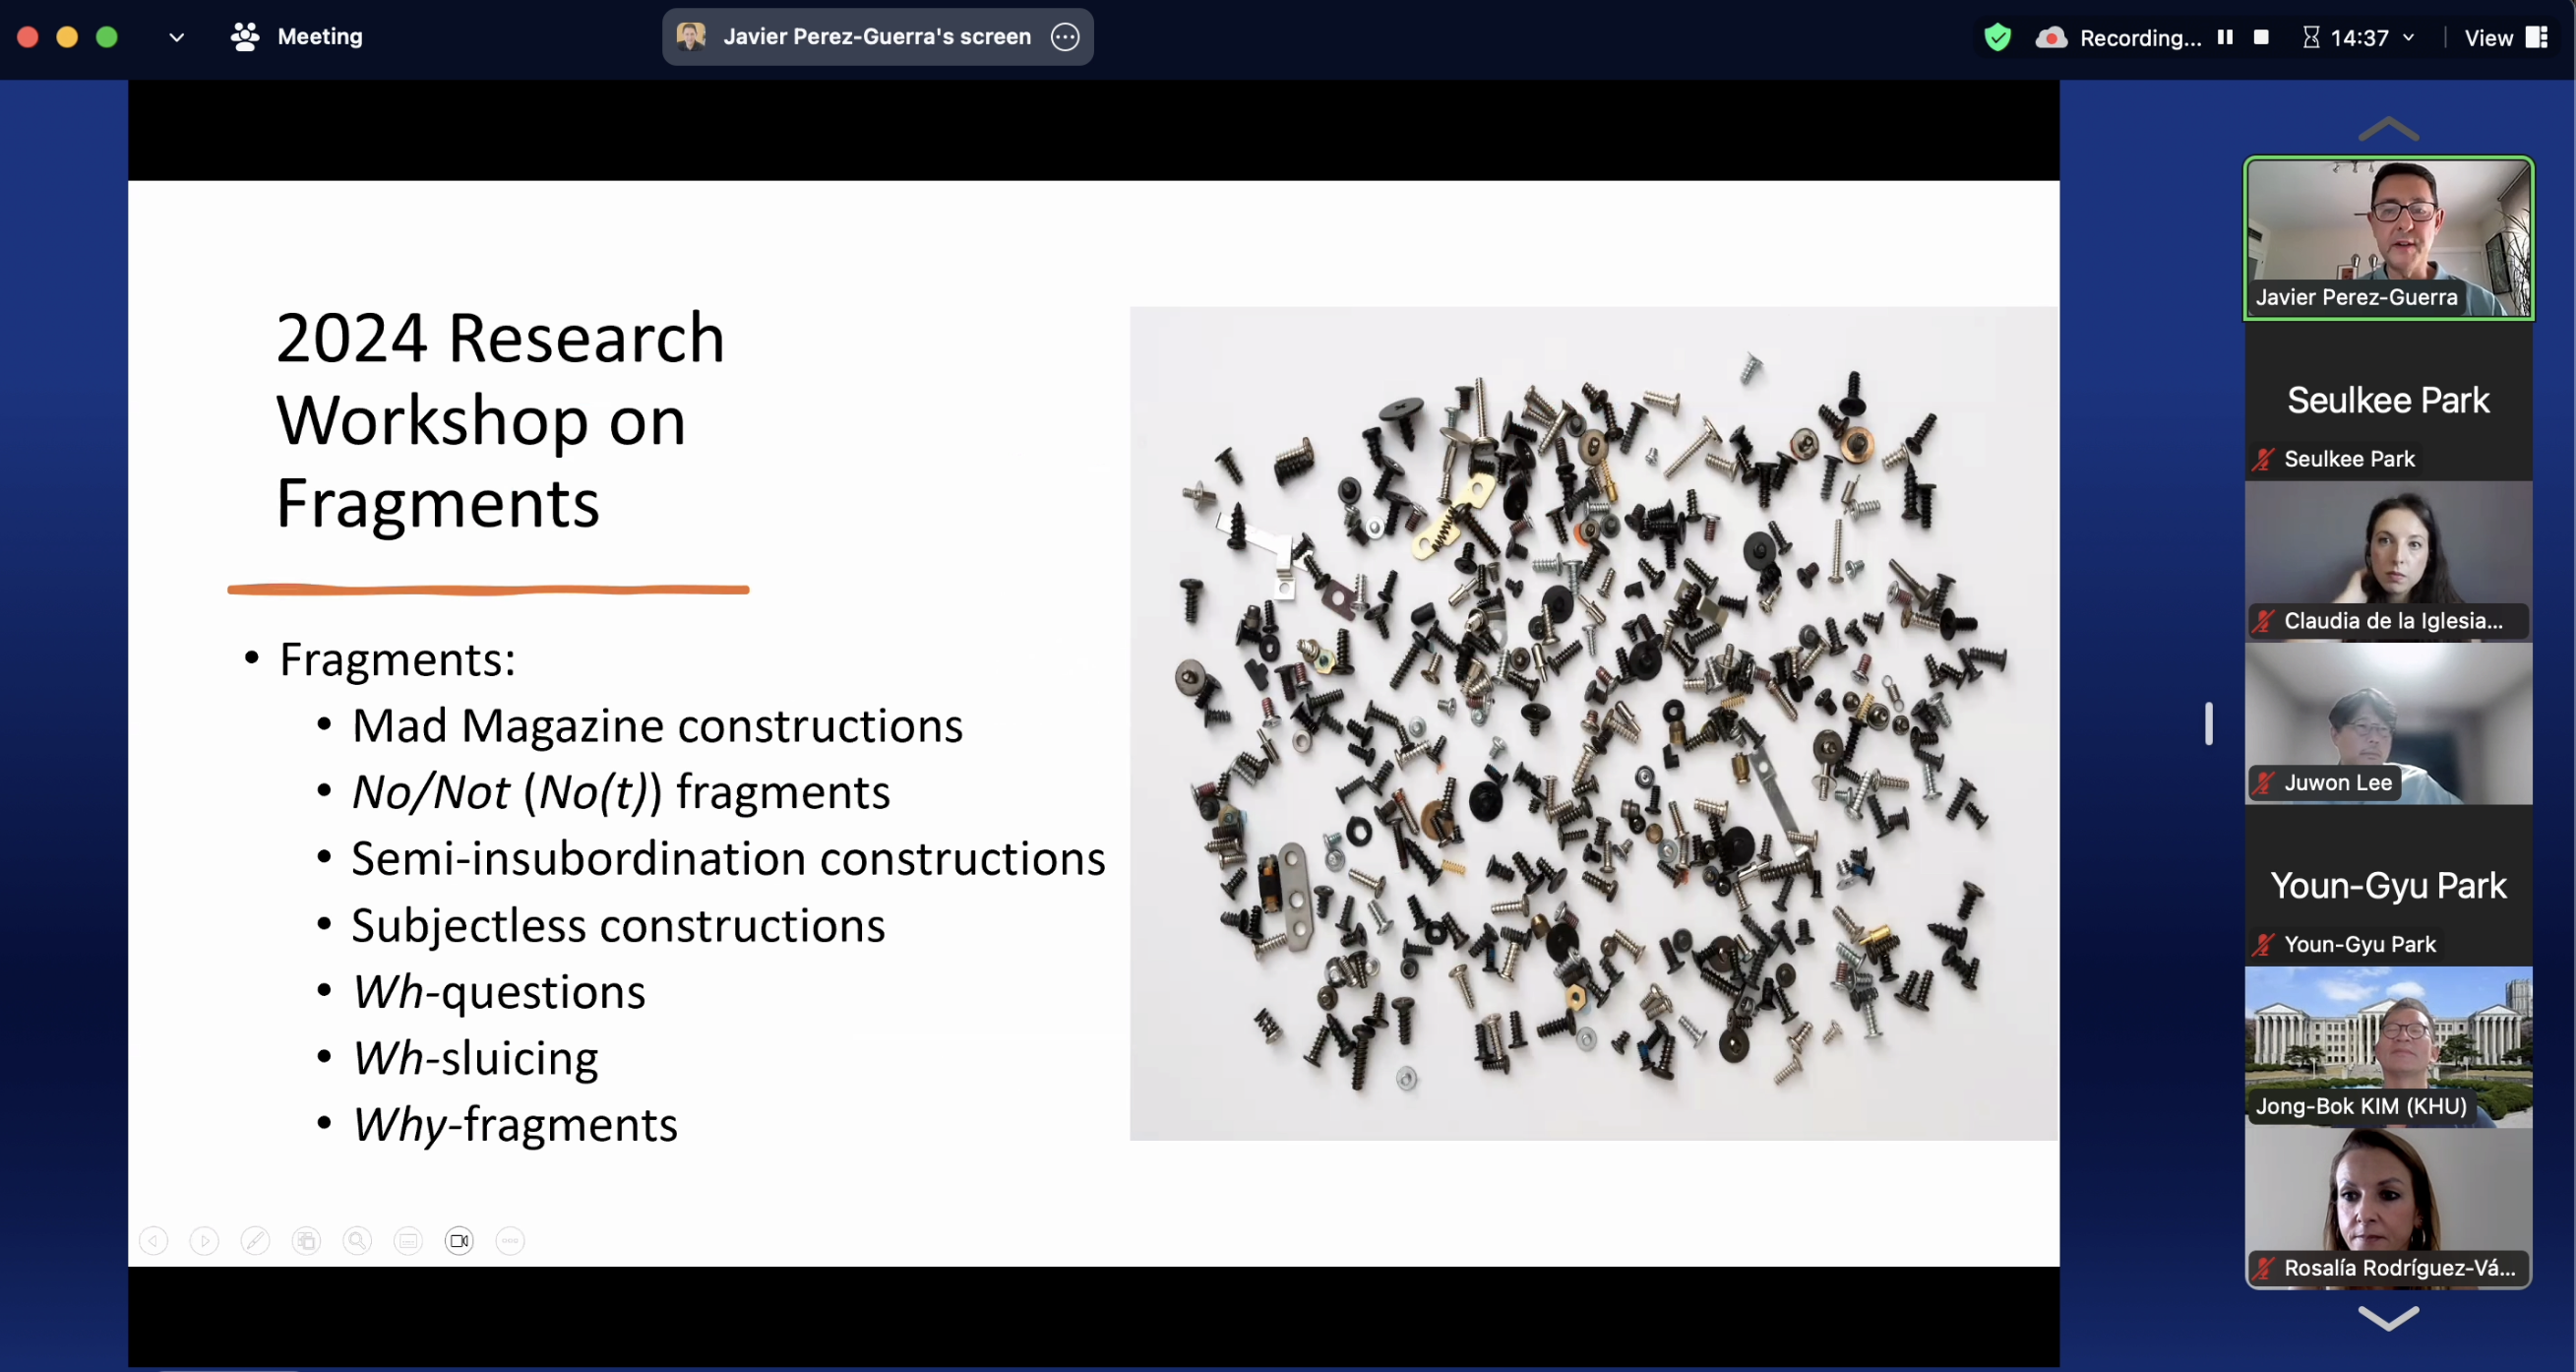 Meeting
Javier Perez-Guerra's screen
Recording...
14:37
View
2024 Research
Workshop on
Fragments
• Fragments:
• Mad Magazine constructions
• No/Not (No(t)) fragments
• Semi-insubordination constructions
• Subjectless constructions
• Wh-questions
• Wh-sluicing
• Why-fragments
Javier Perez-Guerra
Seulkee Park
Seulkee Park
Claudia de la Iglesia...
Juwon Lee
Youn-Gyu Park
Youn-Gyu Park
Jong-Bok KIM (KHU)
Rosalía Rodríguez-Vá...